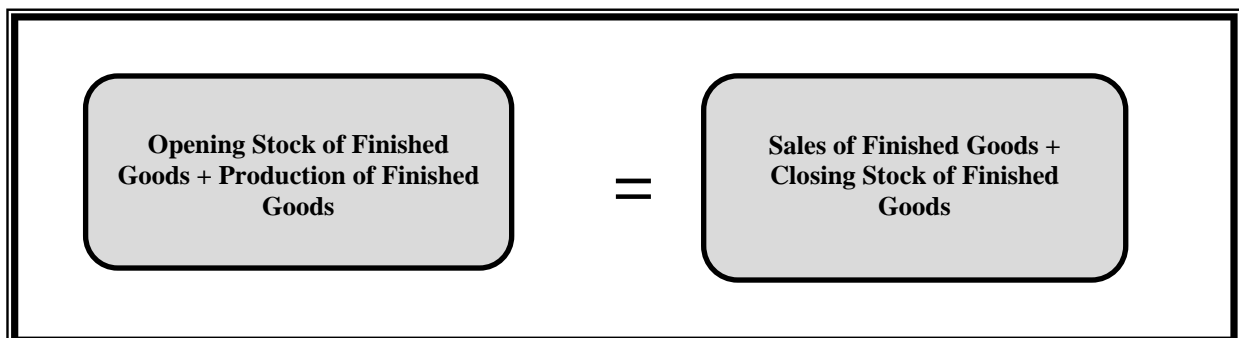 Opening Stock of Finished
Goods + Production of Finished
Goods
=
Sales of Finished Goods +
Closing Stock of Finished
Goods